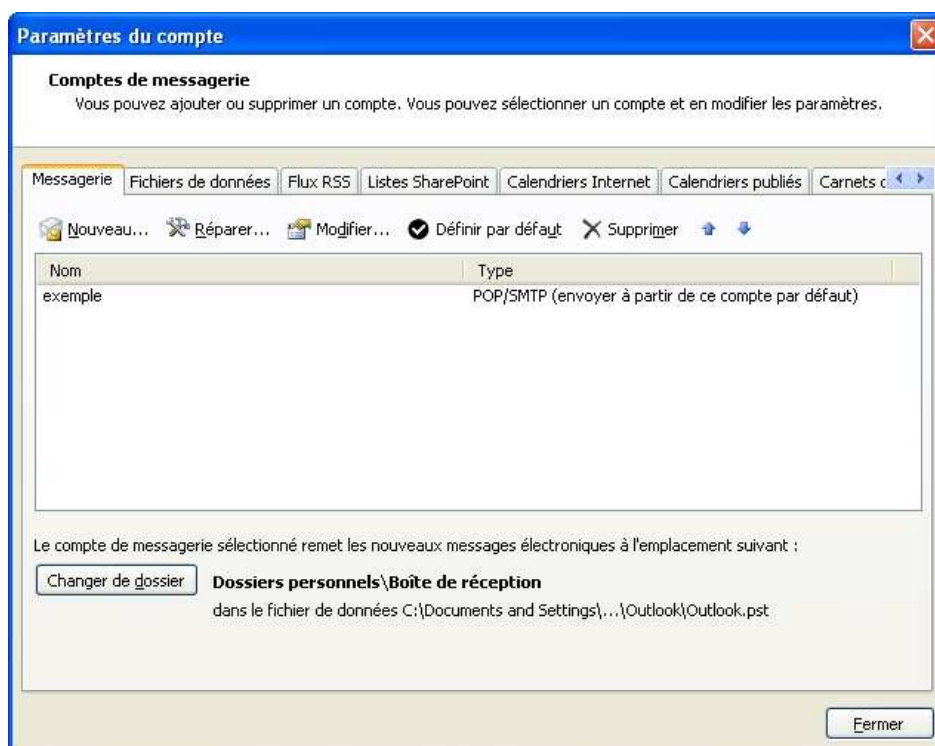 Paramètres du compte
Comptes de messagerie
Vous pouvez ajouter ou supprimer un compte. Vous pouvez sélectionner un compte et en modifier les paramètres.
Messagerie Fichiers de données Flux RSS Listes SharePoint Calendriers Internet Calendriers publiés Carnets
Nouveau... Réparer... Modifier... Définir par défaut Supprimer
Nom Type
exemple POP/SMTP (envoyer à partir de ce compte par défaut)
Le compte de messagerie sélectionné remet les nouveaux messages électroniques à l'emplacement suivant :
Changer de dossier Dossiers personnels\Boîte de réception
dans le fichier de données C:\Documents and Settings\...\Outlook\Outlook.pst
Fermer